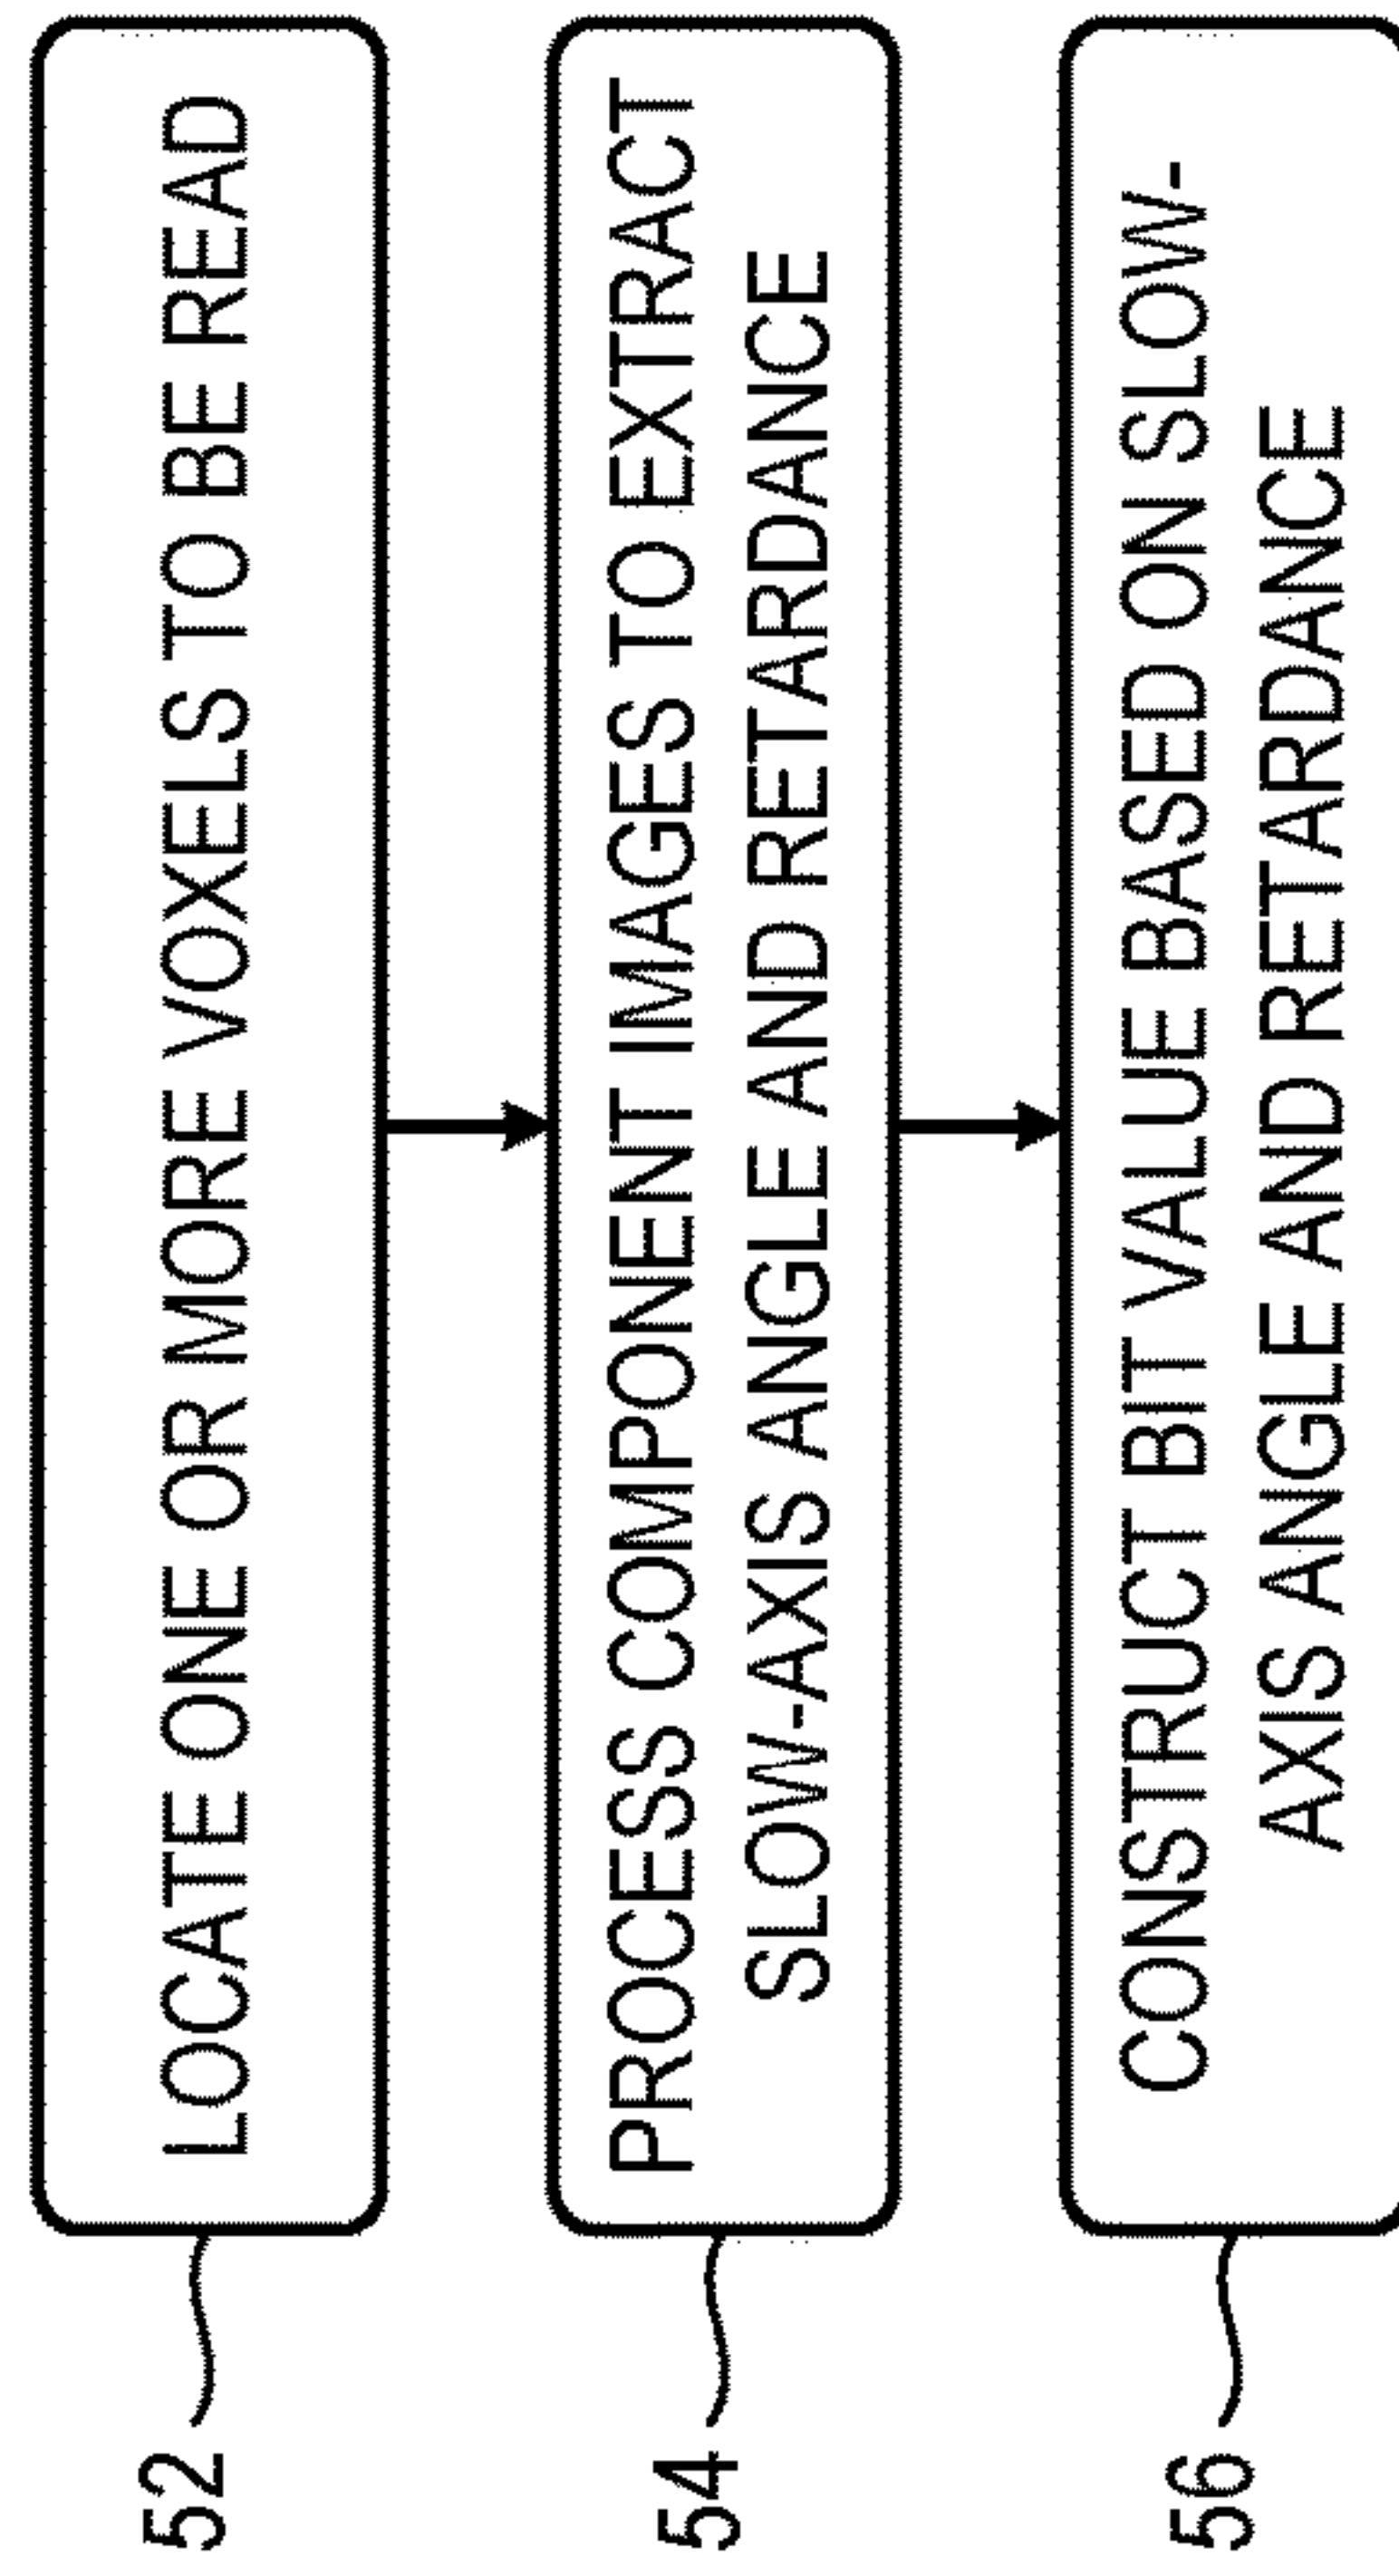 52
LOCATE ONE OR MORE VOXELS TO BE READ
54
PROCESS COMPONENT IMAGES TO EXTRACT
SLOW-AXIS ANGLE AND RETARDANCE
56
CONSTRUCT BIT VALUE BASED ON SLOW-
AXIS ANGLE AND RETARDANCE